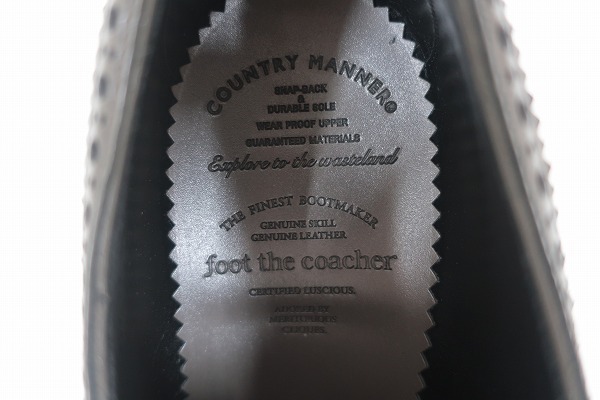 COUNTRY MANNER®
SNAP-BACK
&
DURABLE SOLE
WEAR PROOF UPPER
GUARANTEED MATERIALS
Explore to the wasteland
THE FINEST BOOTMAKER
GENUINE SKILL
GENUINE LEATHER
foot the coacher
CERTIFIED LUSCIOUS.